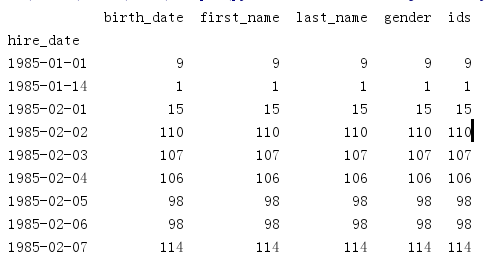 birth_date first_name last_name gender ids
hire_date
1985-01-01 9 9 9 9 9
1985-01-14 1 1 1 1 1
1985-02-01 15 15 15 15 15
1985-02-02 110 110 110 110 110
1985-02-03 107 107 107 107 107
1985-02-04 106 106 106 106 106
1985-02-05 98 98 98 98 98
1985-02-06 98 98 98 98 98
1985-02-07 114 114 114 114 114